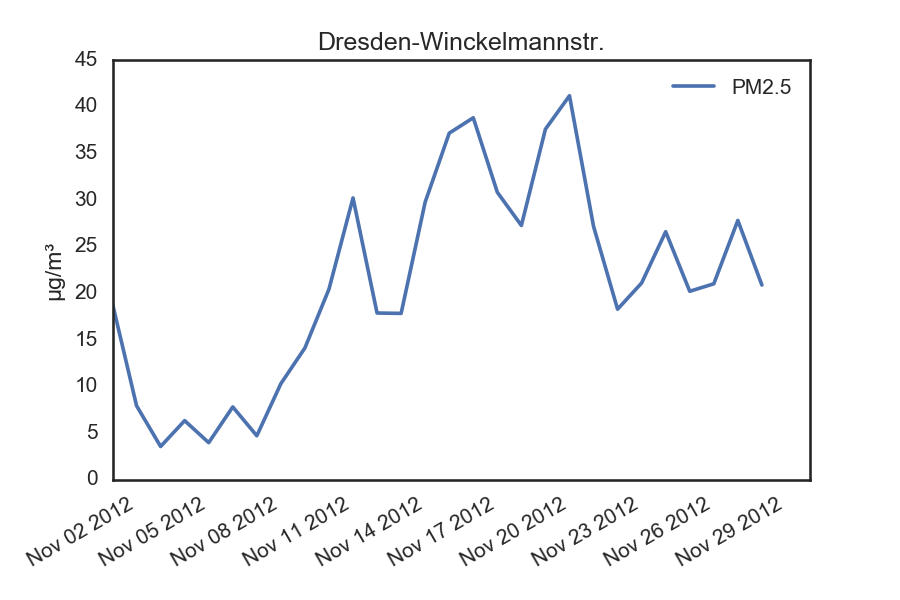 Dresden-Winckelmannstr.
PM2.5
µg/m³
45
40
35
30
25
20
15
10
5
0
Nov 02 2012
Nov 05 2012
Nov 08 2012
Nov 11 2012
Nov 14 2012
Nov 17 2012
Nov 20 2012
Nov 23 2012
Nov 26 2012
Nov 29 2012